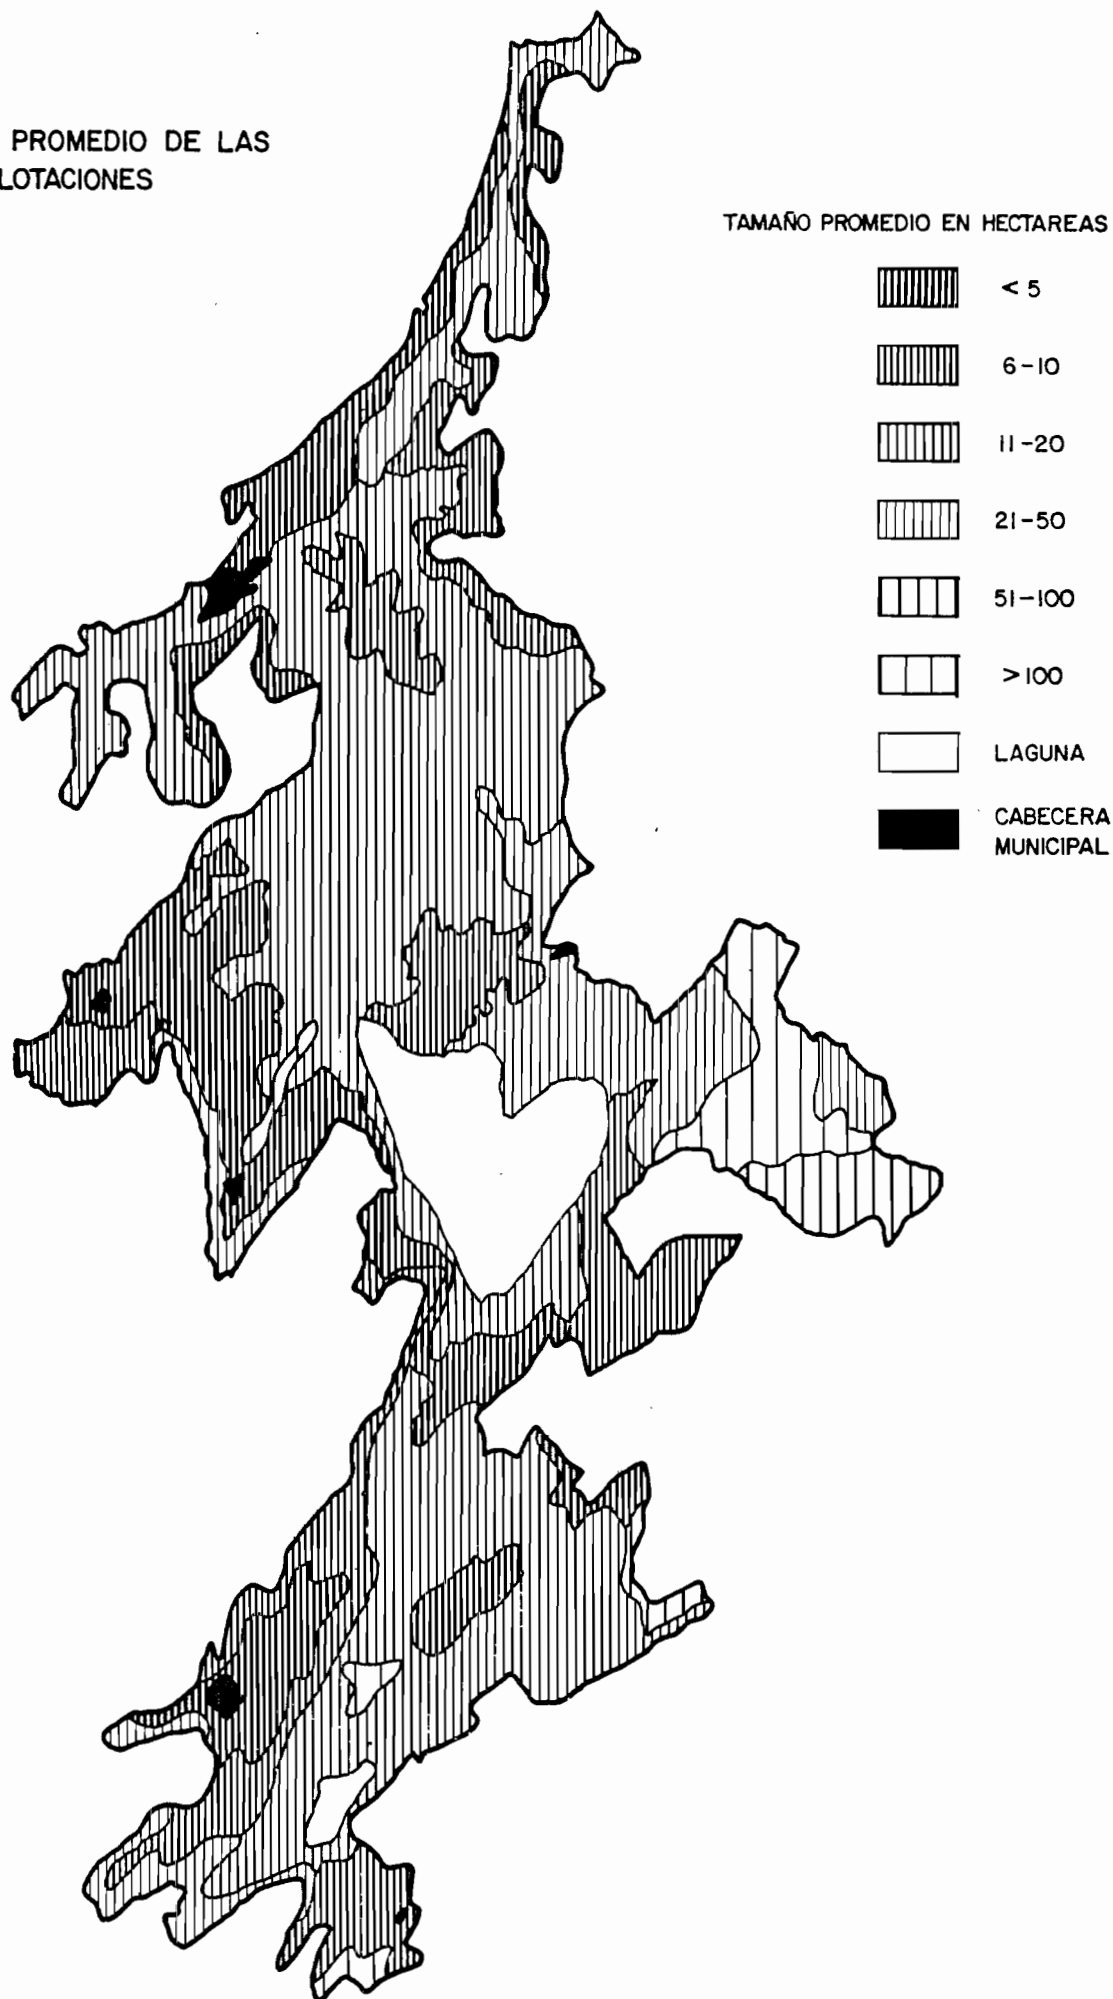 PROMEDIO DE LAS
LOTACIONES
TAMAÑO PROMEDIO EN HECTAREAS
< 5
6-10
11-20
21-50
51-100
>100
LAGUNA
CABECERA
MUNICIPAL